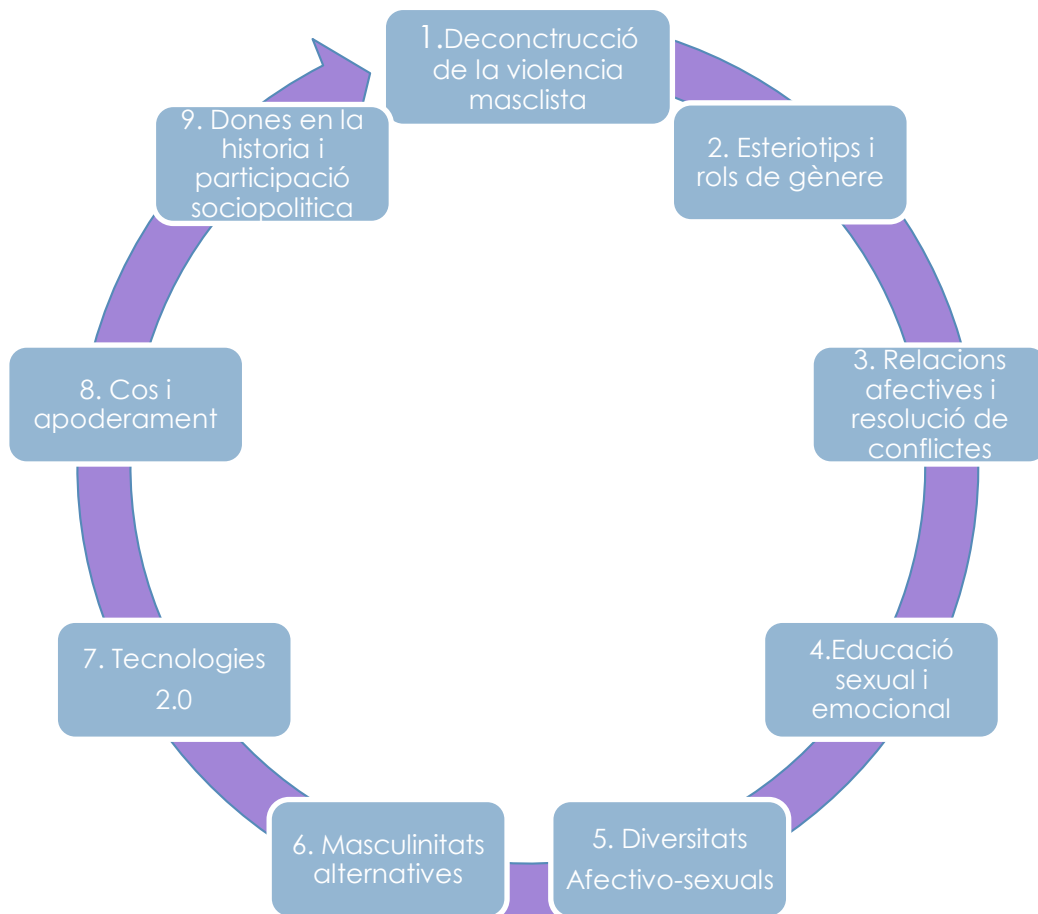 1.Deconctrucció
de la violencia
masclista
2. Esteriotips i
rols de gènere
3. Relacions
afectives i
resolució de
conflictes
4.Educació
sexual i
emocional
5. Diversitats
Afectivo-sexuals
6. Masculinitats
alternatives
7. Tecnologies
2.0
8. Cos i
apoderament
9. Dones en la
historia i
participació
sociopolitica